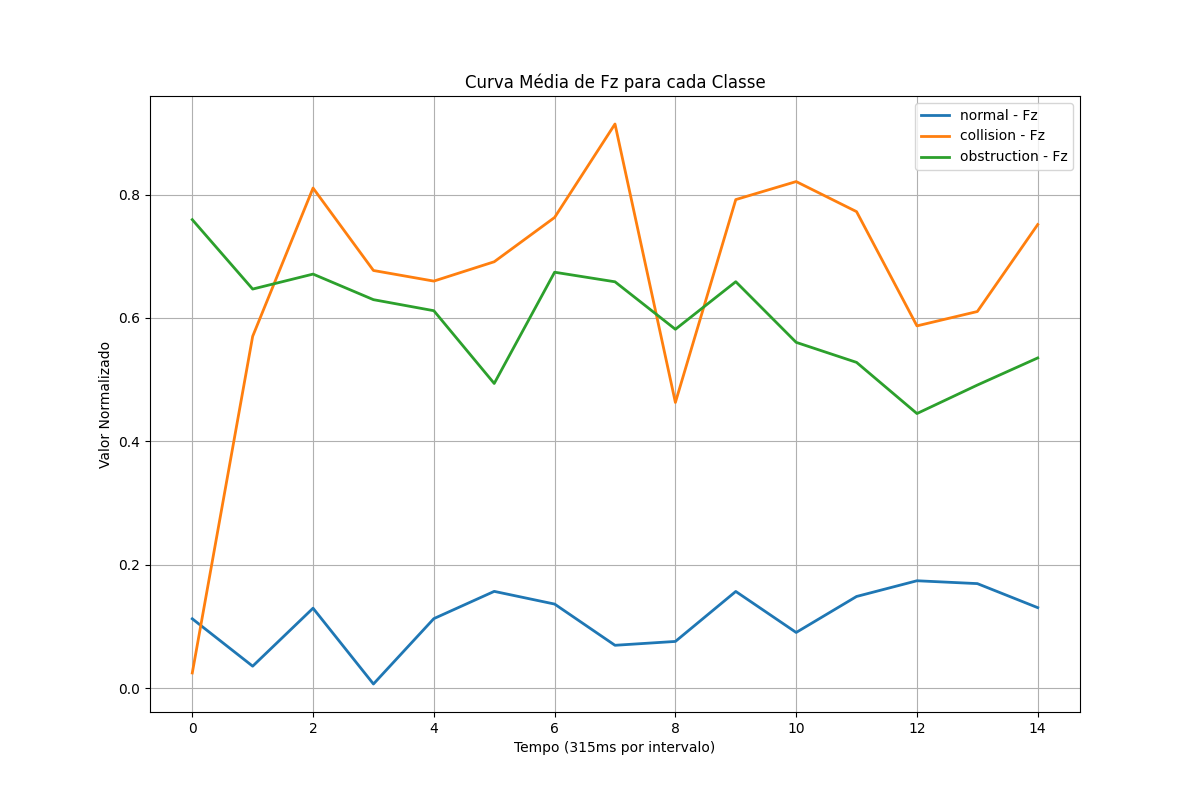 Curva Média de Fz para cada Classe
normal - Fz
collision - Fz
obstruction - Fz
Valor Normalizado
0.8
0.6
0.4
0.2
0.0
0 2 4 6 8 10 12 14
Tempo (315ms por intervalo)